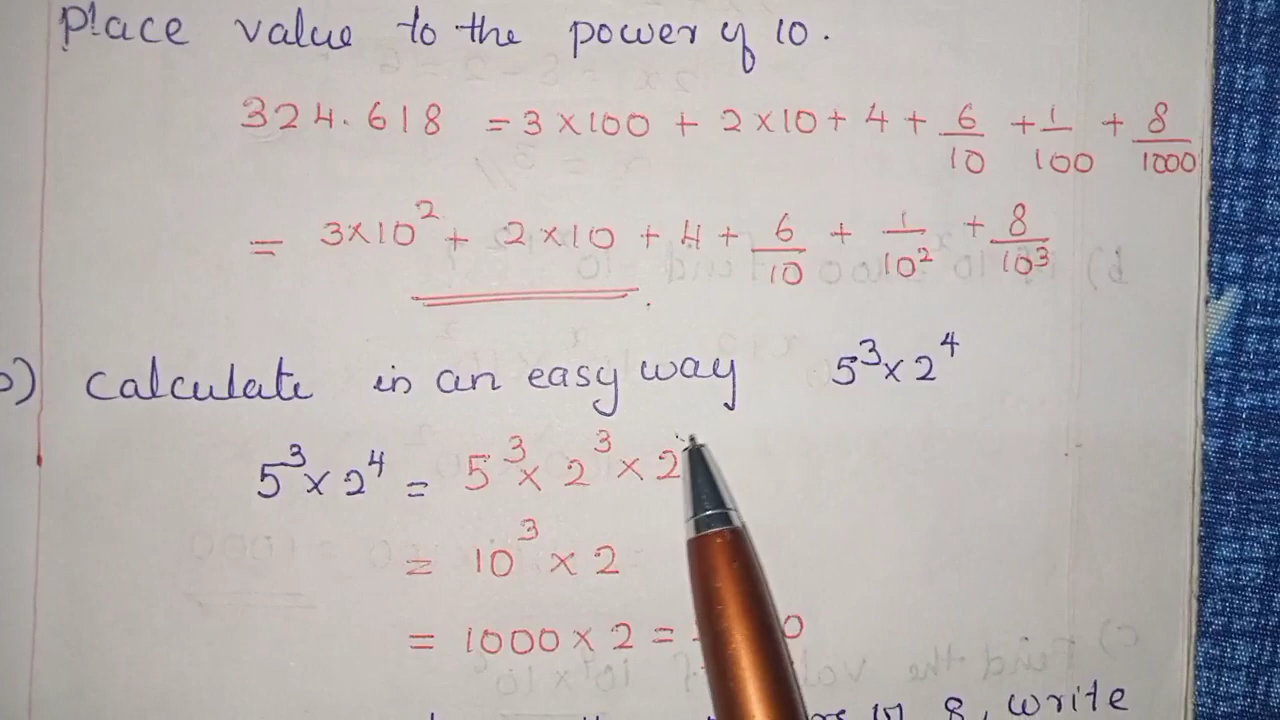 Place value to the power of 10.
324.618 = 3 × 100 + 2 × 10 + 4 + 6/10 + 1/100 + 8/1000
= 3×10² + 2×10 + 4 + 6/10 + 1/10² + 8/10³
b) Calculate in an easy way 5³ × 2⁴
5³ × 2⁴ = 5³ × 2³ × 2
= 10³ × 2
= 1000 × 2 =
8, write